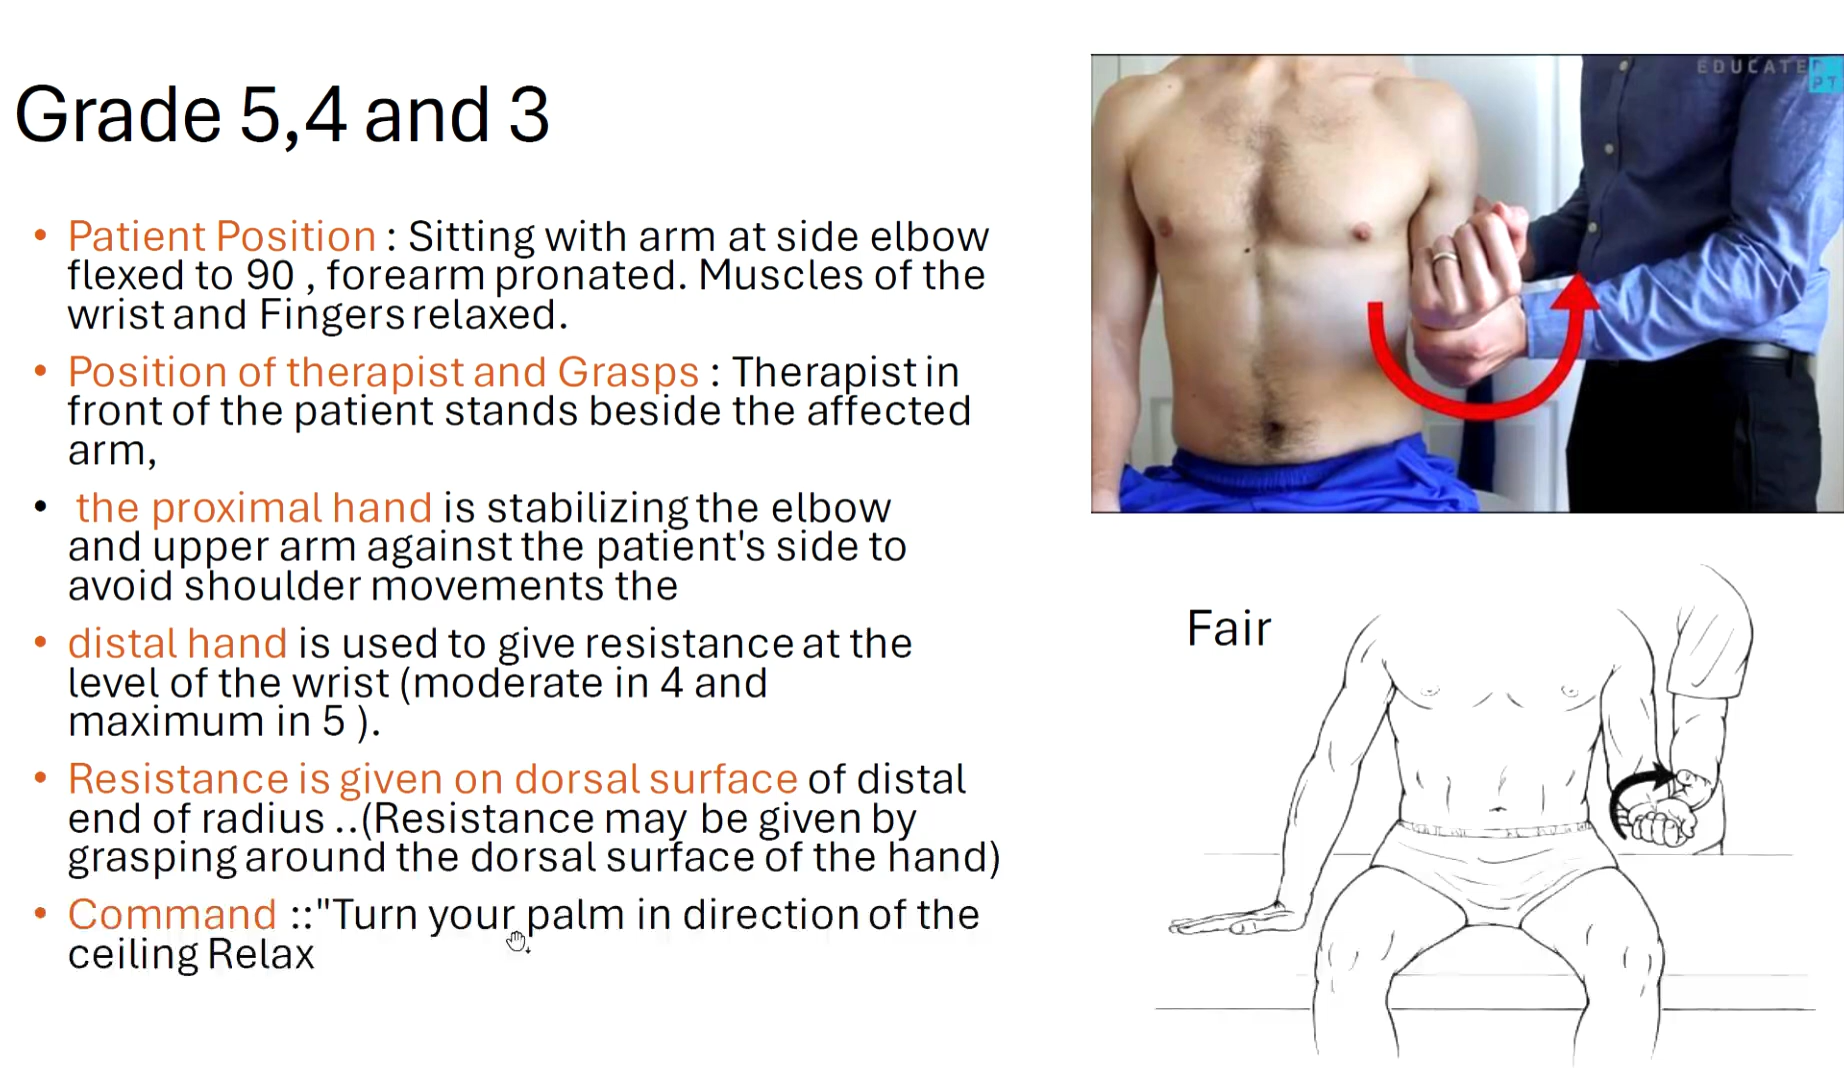 Grade 5,4 and 3
• Patient Position : Sitting with arm at side elbow
flexed to 90 , forearm pronated. Muscles of the
wrist and Fingers relaxed.
• Position of therapist and Grasps : Therapist in
front of the patient stands beside the affected
arm,
• the proximal hand is stabilizing the elbow
and upper arm against the patient's side to
avoid shoulder movements the
• distal hand is used to give resistance at the
level of the wrist (moderate in 4 and
maximum in 5 ).
• Resistance is given on dorsal surface of distal
end of radius ..(Resistance may be given by
grasping around the dorsal surface of the hand)
• Command ::"Turn your palm in direction of the
ceiling Relax
EDUCATED PT
Fair